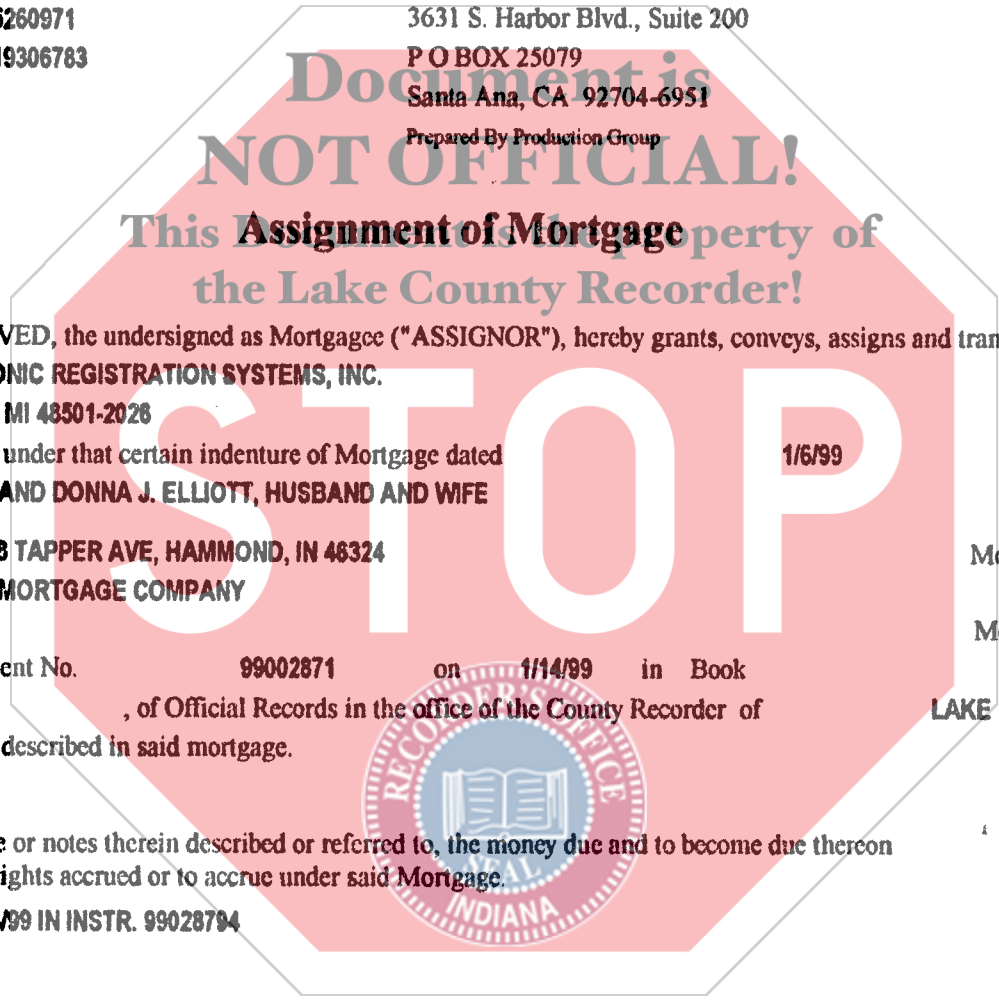 5260971 3631 S. Harbor Blvd., Suite 200
9306783 P O BOX 25079
Document is
Santa Ana, CA 92704-6951
Prepared By Production Group
NOT OFFICIAL!
Assignment of Mortgage
This Document is the property of
the Lake County Recorder!
VED, the undersigned as Mortgagee ("ASSIGNOR"), hereby grants, conveys, assigns and tran
ONIC REGISTRATION SYSTEMS, INC.
MI 48501-2026
under that certain indenture of Mortgage dated 1/6/99
AND DONNA J. ELLIOTT, HUSBAND AND WIFE
STOP
8 TAPPER AVE, HAMMOND, IN 46324 Mo
MORTGAGE COMPANY
M
ent No. 99002871 on 1/14/99 in Book
, of Official Records in the office of the County Recorder of LAKE
described in said mortgage.
RECORDER'S OFFICE
e or notes therein described or referred to, the money due and to become due thereon
ights accrued or to accrue under said Mortgage.
SEAL
INDIANA
/99 IN INSTR. 99028794